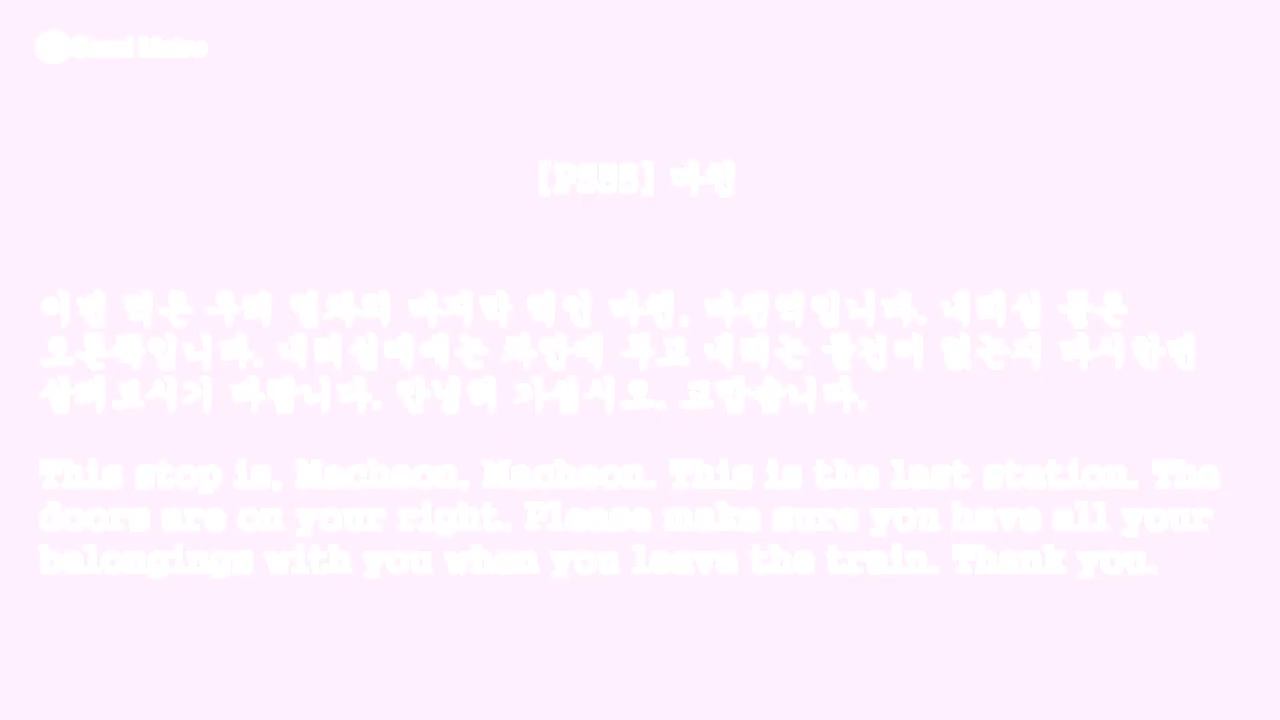 Seoul Metro
[P555] 마천
이번 역은 우리 열차의 마지막 역인 마천, 마천역입니다. 내리실 문은
오른쪽입니다. 내리실때에는 차안에 두고 내리는 물건이 없는지 다시한번
살펴보시기 바랍니다. 안녕히 가십시오. 고맙습니다.
This stop is, Macheon, Macheon. This is the last station. The
doors are on your right. Please make sure you have all your
belongings with you when you leave the train. Thank you.